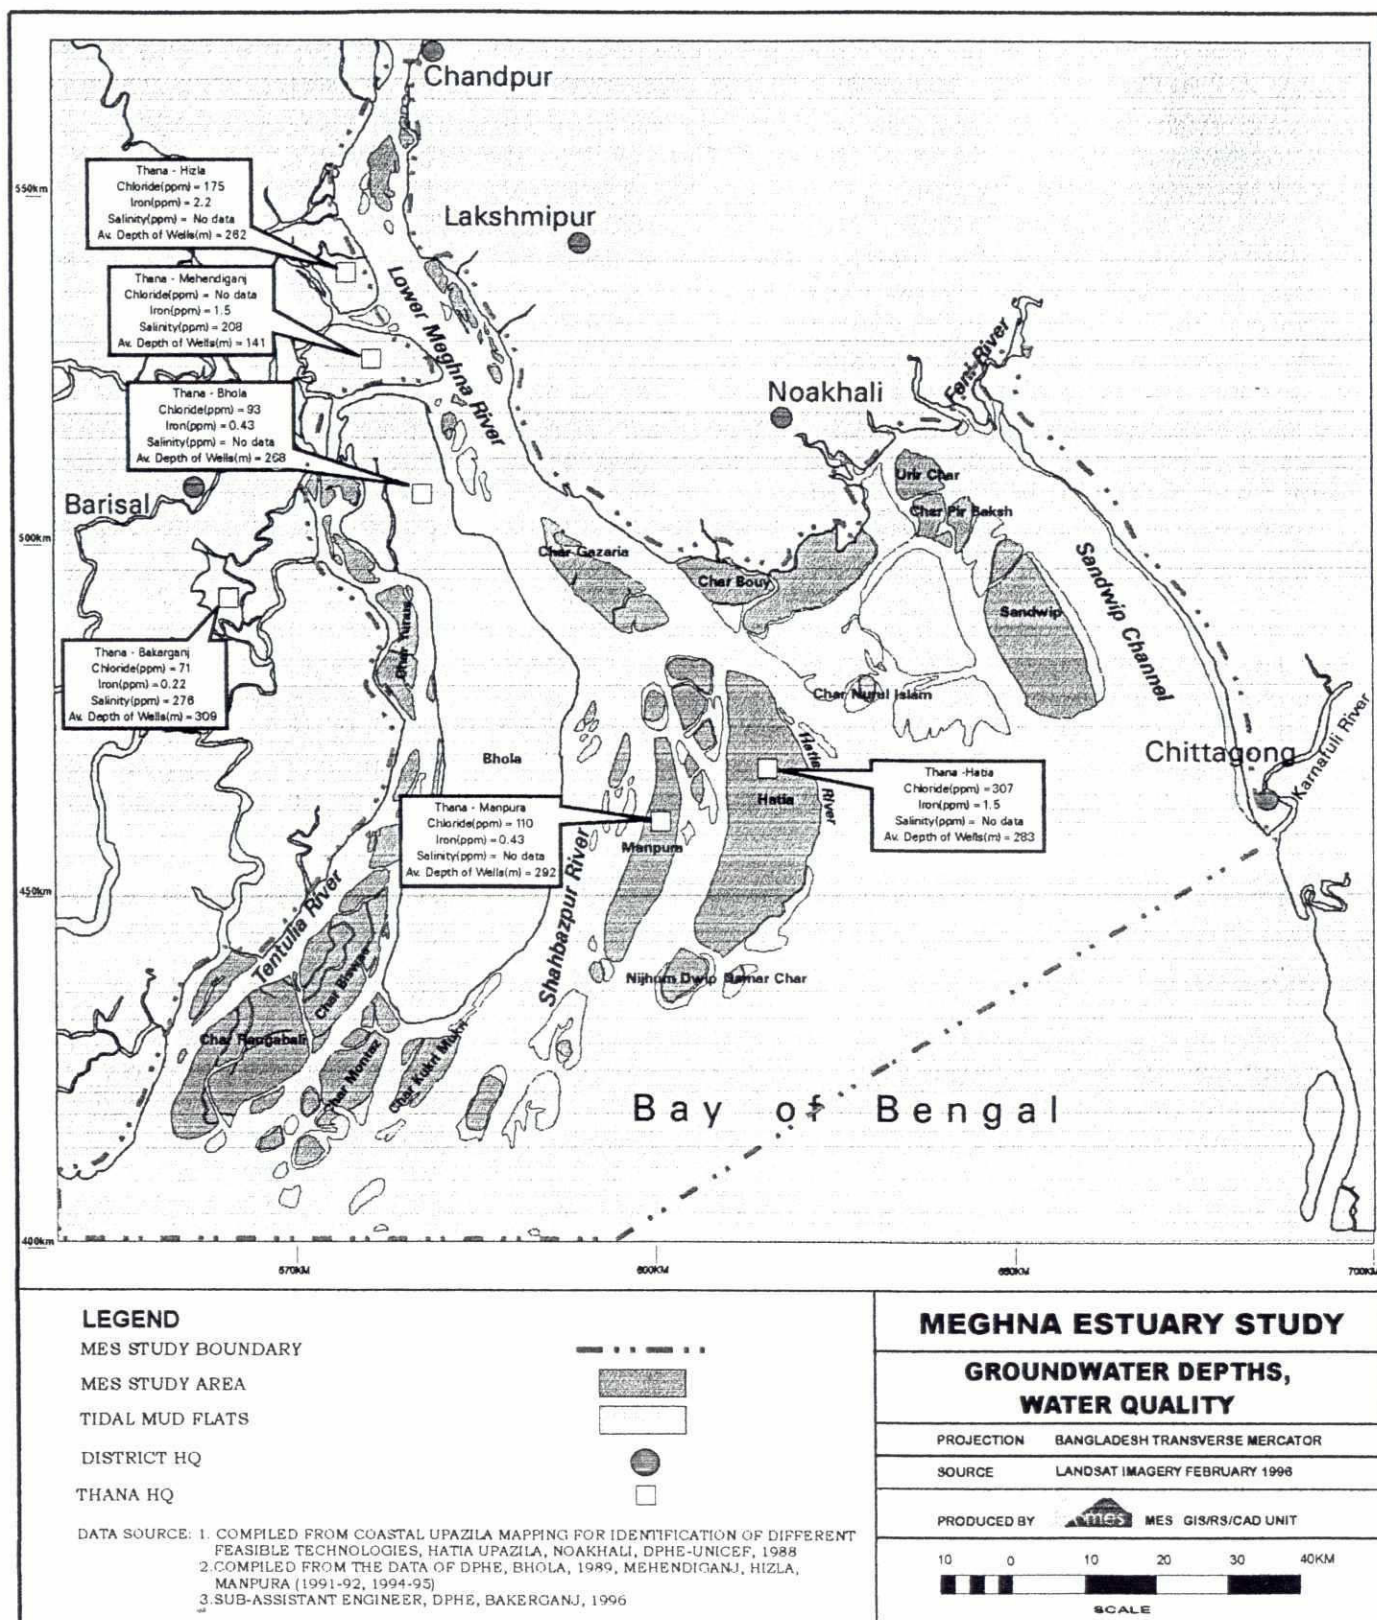 Chandpur
550km
Thana - Hizla
Chloride(ppm) = 175
Iron(ppm) = 2.2
Salinity(ppm) = No data
Av. Depth of Wells(m) = 262
Lakshmipur
Thana - Mehendiganj
Chloride(ppm) = No data
Iron(ppm) = 1.5
Salinity(ppm) = 208
Av. Depth of Wells(m) = 141
Lower Meghna River
Feni River
Thana - Bhola
Chloride(ppm) = 93
Iron(ppm) = 0.43
Salinity(ppm) = No data
Av. Depth of Wells(m) = 268
Noakhali
Barisal
Urir Char
Char Pir Baksh
500km
Char Gazaria
Char Bouy
Sandwip Channel
Sandwip
Thana - Bakarganj
Chloride(ppm) = 71
Iron(ppm) = 0.22
Salinity(ppm) = 276
Av. Depth of Wells(m) = 309
Char Nurul Islam
Bhola
Hatia River
Chittagong
Karnafuli River
Thana -Hatia
Chloride(ppm) = 307
Iron(ppm) = 1.5
Salinity(ppm) = No data
Av. Depth of Wells(m) = 283
Hatia
Thana - Manpura
Chloride(ppm) = 110
Iron(ppm) = 0.43
Salinity(ppm) = No data
Av. Depth of Wells(m) = 292
Manpura
450km
Tentulia River
Shahbazpur River
Char Biswas
Nijhum Dwip
Damar Char
Char Rangabali
Char Montaz
Char Kukri Mukri
Bay of Bengal
400km
570KM
600KM
650KM
700KM
LEGEND
MES STUDY BOUNDARY
MES STUDY AREA
TIDAL MUD FLATS
DISTRICT HQ
THANA HQ
DATA SOURCE: 1. COMPILED FROM COASTAL UPAZILA MAPPING FOR IDENTIFICATION OF DIFFERENT
FEASIBLE TECHNOLOGIES, HATIA UPAZILA, NOAKHALI, DPHE-UNICEF, 1988
2.COMPILED FROM THE DATA OF DPHE, BHOLA, 1989, MEHENDIGANJ, HIZLA,
MANPURA (1991-92, 1994-95)
3.SUB-ASSISTANT ENGINEER, DPHE, BAKERGANJ, 1996
MEGHNA ESTUARY STUDY
GROUNDWATER DEPTHS,
WATER QUALITY
PROJECTION BANGLADESH TRANSVERSE MERCATOR
SOURCE LANDSAT IMAGERY FEBRUARY 1996
PRODUCED BY mes MES GIS/RS/CAD UNIT
10 0 10 20 30 40KM
SCALE